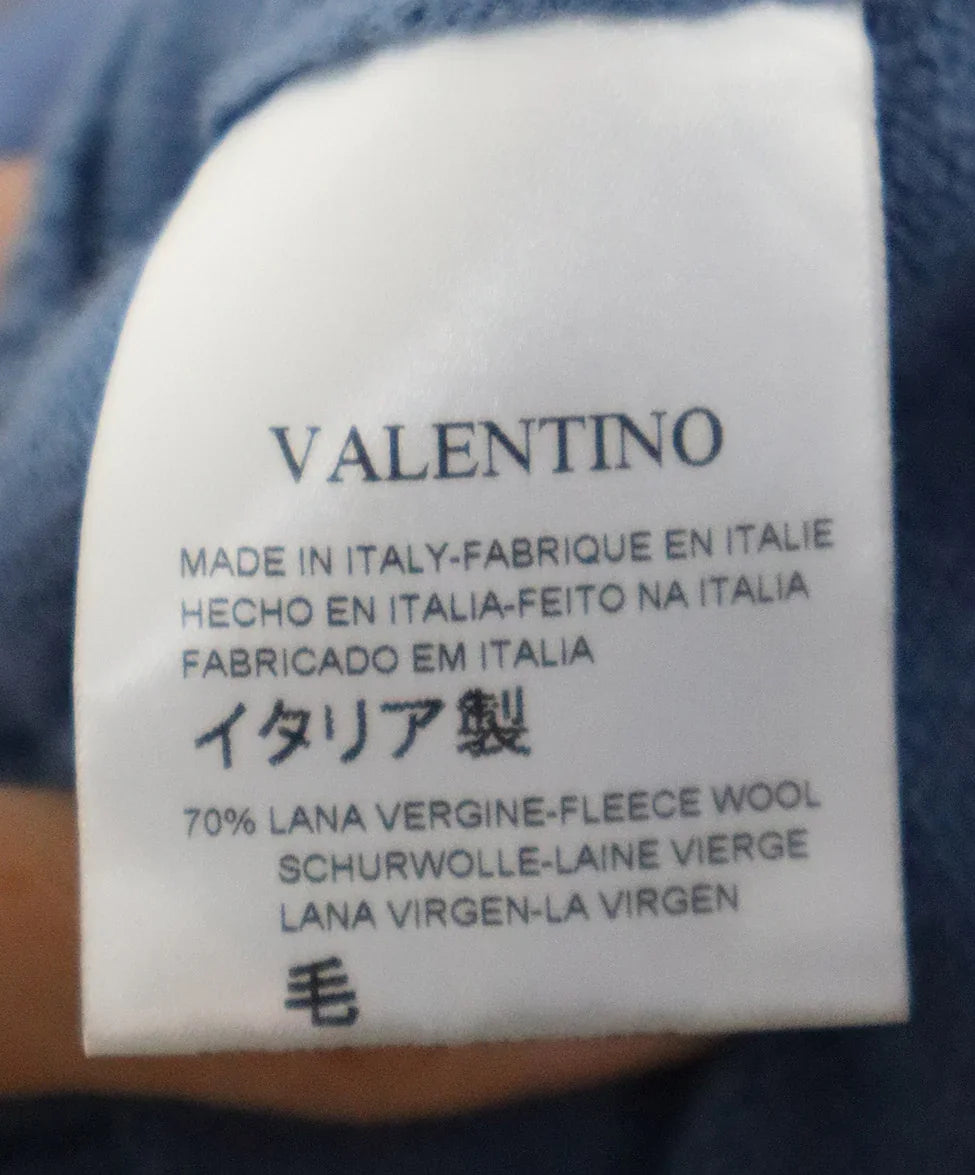 VALENTINO
MADE IN ITALY-FABRIQUE EN ITALIE
HECHO EN ITALIA-FEITO NA ITALIA
FABRICADO EM ITALIA
イタリア製
70% LANA VERGINE-FLEECE WOOL
SCHURWOLLE-LAINE VIERGE
LANA VIRGEN-LA VIRGEN
毛